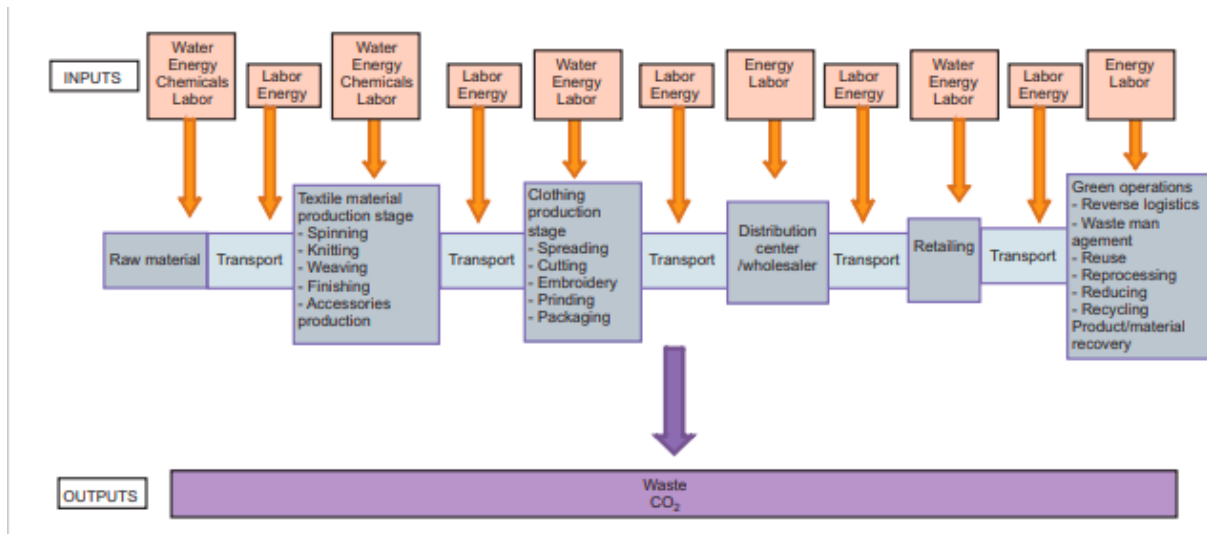 INPUTS
Water
Energy
Chemicals
Labor
Labor
Energy
Water
Energy
Chemicals
Labor
Labor
Energy
Water
Energy
Labor
Labor
Energy
Energy
Labor
Labor
Energy
Water
Energy
Labor
Labor
Energy
Energy
Labor
Raw material
Transport
Textile material
production stage
- Spinning
- Knitting
- Weaving
- Finishing
- Accessories
production
Transport
Clothing
production
stage
- Spreading
- Cutting
- Embroidery
- Prinding
- Packaging
Transport
Distribution
center
/wholesaler
Transport
Retailing
Transport
Green operations
- Reverse logistics
- Waste man
agement
- Reuse
- Reprocessing
- Reducing
- Recycling
Product/material
recovery
OUTPUTS
Waste
CO₂